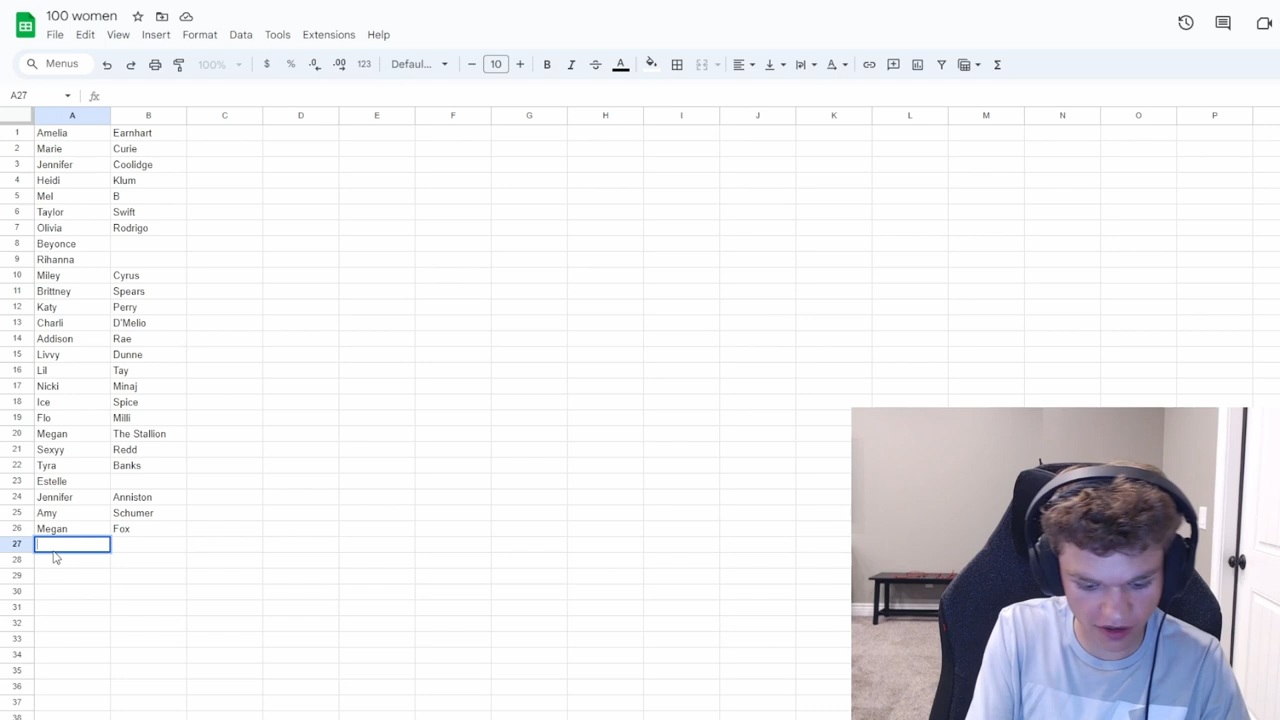 100 women
File Edit View Insert Format Data Tools Extensions Help
Menus 100% $ % .0 .00 123 Defaul... 10 B I A
A27 fx
A B C D E F G H I J K L M N O P
1 Amelia Earnhart
2 Marie Curie
3 Jennifer Coolidge
4 Heidi Klum
5 Mel B
6 Taylor Swift
7 Olivia Rodrigo
8 Beyonce
9 Rihanna
10 Miley Cyrus
11 Brittney Spears
12 Katy Perry
13 Charli D'Melio
14 Addison Rae
15 Livvy Dunne
16 Lil Tay
17 Nicki Minaj
18 Ice Spice
19 Flo Milli
20 Megan The Stallion
21 Sexyy Redd
22 Tyra Banks
23 Estelle
24 Jennifer Anniston
25 Amy Schumer
26 Megan Fox
27
28
29
30
31
32
33
34
35
36
37
38